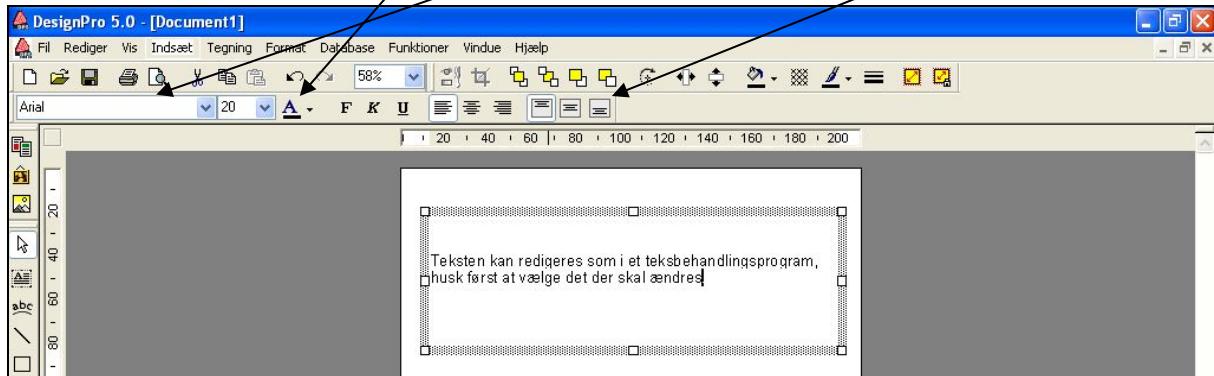 DesignPro 5.0 - [Document1]
Fil Rediger Vis Indsæt Tegning Format Database Funktioner Vindue Hjælp
58%
Arial 20 A F K U
20 40 60 80 100 120 140 160 180 200
20
40
60
80
A
abc
Teksten kan redigeres som i et teksbehandlingsprogram,
husk først at vælge det der skal ændres